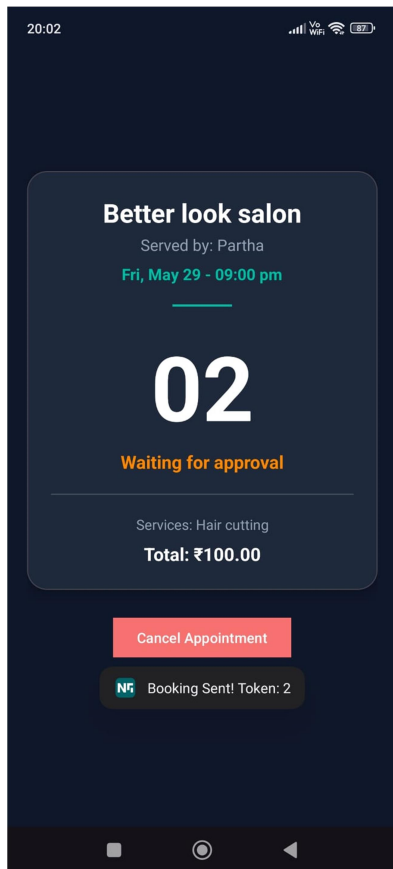 20:02
Vo
WiFi
87
Better look salon
Served by: Partha
Fri, May 29 - 09:00 pm
02
Waiting for approval
Services: Hair cutting
Total: ₹100.00
Cancel Appointment
Booking Sent! Token: 2